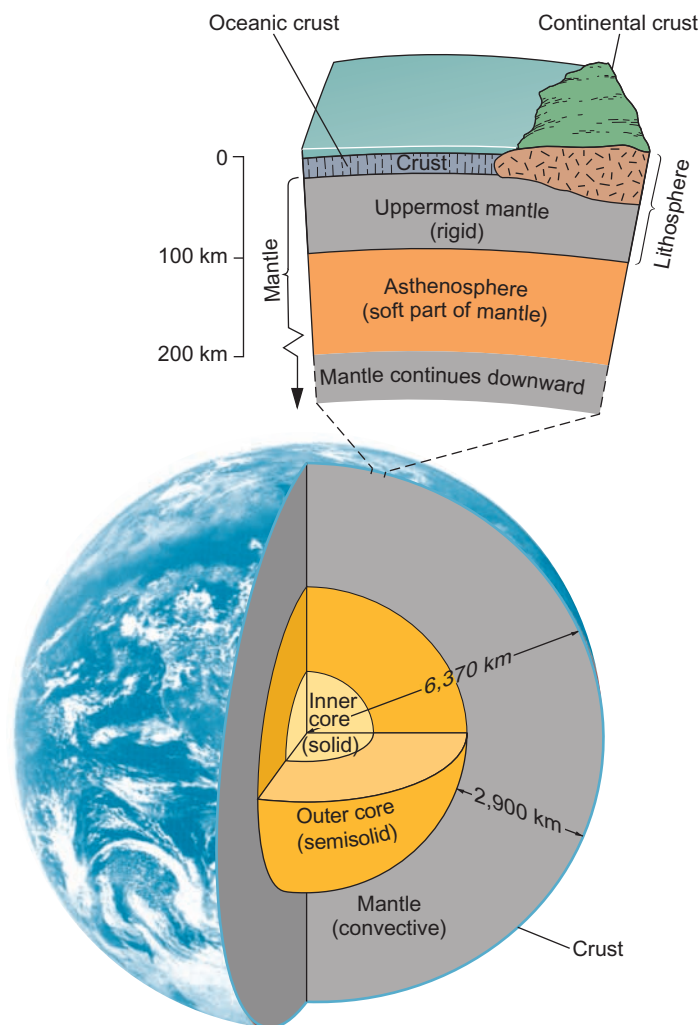 Oceanic crust
Continental crust
0
Crust
Uppermost mantle
(rigid)
Lithosphere
100 km
Mantle
Asthenosphere
(soft part of mantle)
200 km
Mantle continues downward
6,370 km
Inner
core
(solid)
2,900 km
Outer core
(semisolid)
Mantle
(convective)
Crust